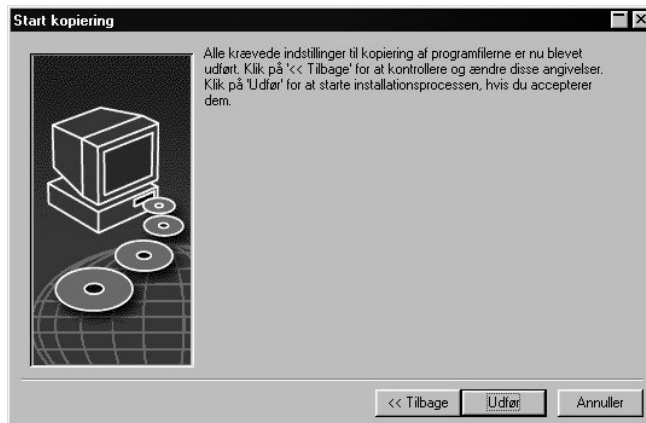 Start kopiering
Alle krævede indstillinger til kopiering af programfilerne er nu blevet
udført. Klik på '<< Tilbage' for at kontrollere og ændre disse angivelser.
Klik på 'Udfør' for at starte installationsprocessen, hvis du accepterer
dem.
<< Tilbage
Udfør
Annuller